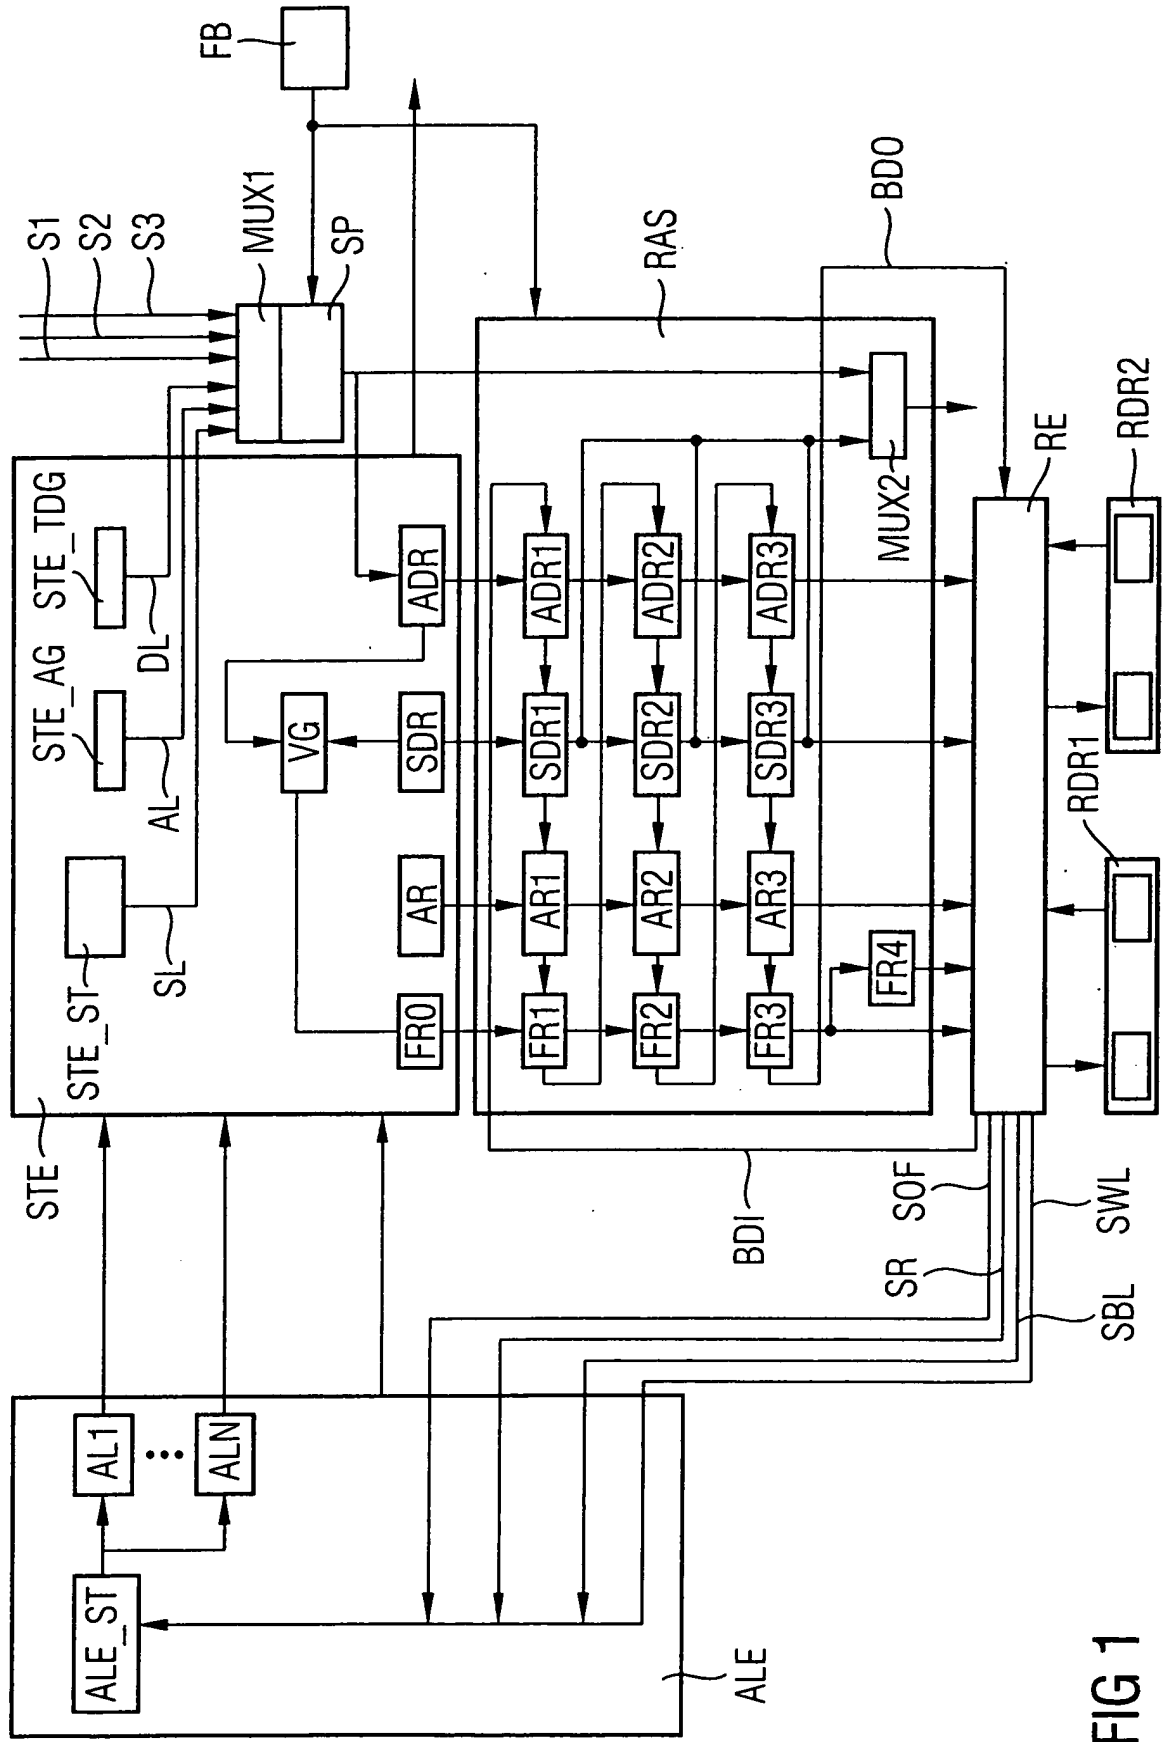 FIG 1
ALE
ALE_ST
AL1
ALN
STE
STE_ST
STE_AG
STE_TDG
SL
AL
DL
S1
S2
S3
MUX1
SP
FB
VG
FR0
AR
SDR
ADR
RAS
FR1
AR1
SDR1
ADR1
FR2
AR2
SDR2
ADR2
FR3
AR3
SDR3
ADR3
FR4
MUX2
BDO
BDI
RE
SOF
SR
SBL
SWL
RDR1
RDR2